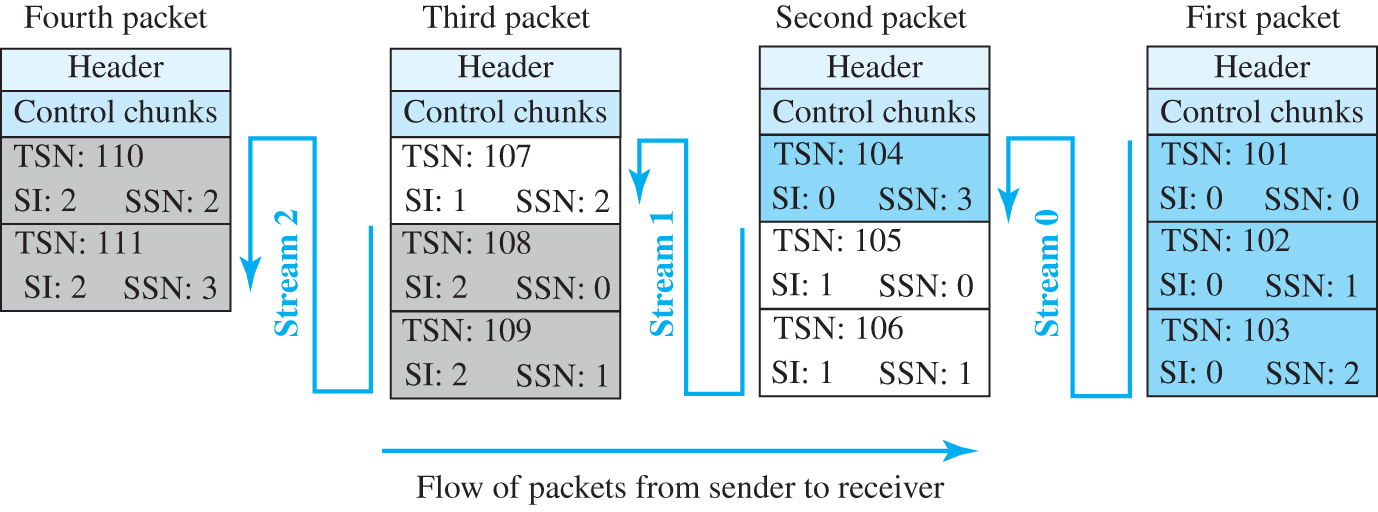 Fourth packet
Header
Control chunks
TSN: 110
SI: 2 SSN: 2
TSN: 111
SI: 2 SSN: 3
Stream 2
Third packet
Header
Control chunks
TSN: 107
SI: 1 SSN: 2
TSN: 108
SI: 2 SSN: 0
TSN: 109
SI: 2 SSN: 1
Stream 1
Second packet
Header
Control chunks
TSN: 104
SI: 0 SSN: 3
TSN: 105
SI: 1 SSN: 0
TSN: 106
SI: 1 SSN: 1
Stream 0
First packet
Header
Control chunks
TSN: 101
SI: 0 SSN: 0
TSN: 102
SI: 0 SSN: 1
TSN: 103
SI: 0 SSN: 2
Flow of packets from sender to receiver